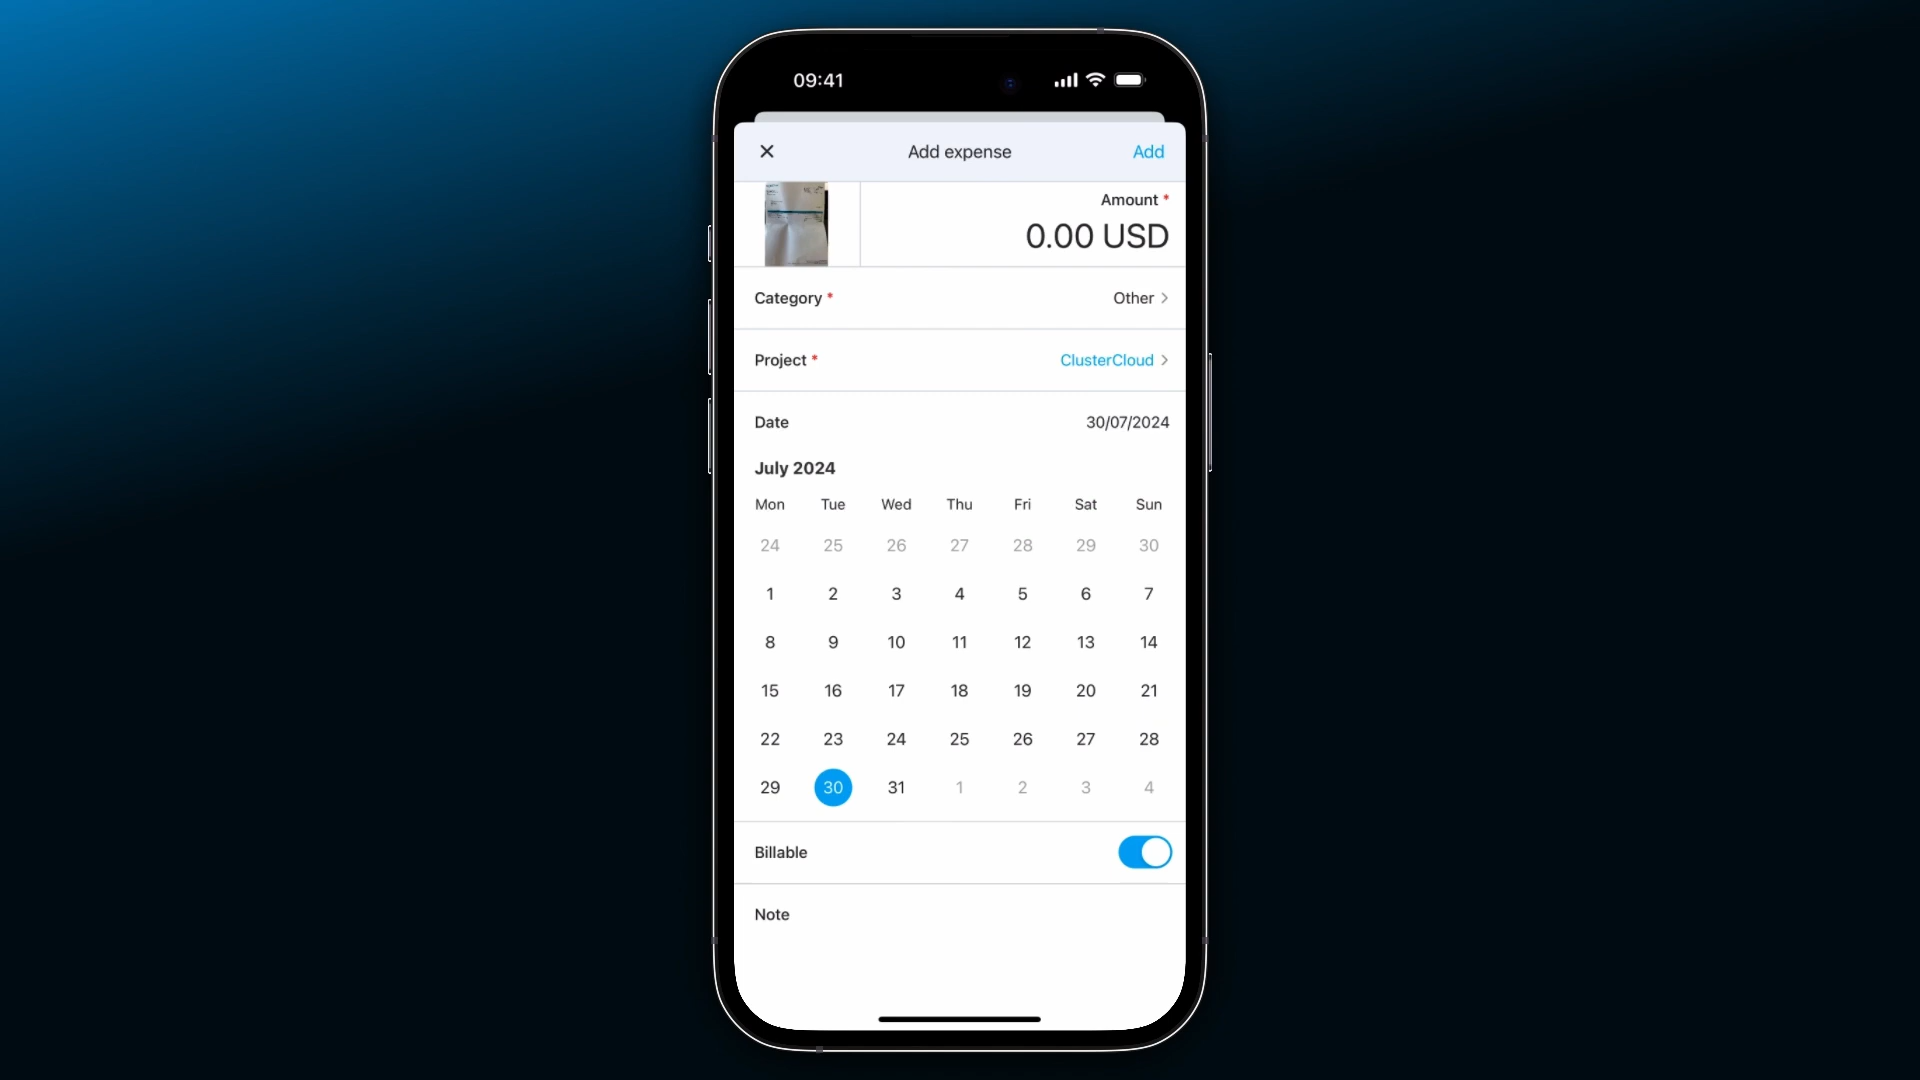 09:41
Add expense
Add
Amount *
0.00 USD
Category *
Other
Project *
ClusterCloud
Date
30/07/2024
July 2024
Mon Tue Wed Thu Fri Sat Sun
24 25 26 27 28 29 30
1 2 3 4 5 6 7
8 9 10 11 12 13 14
15 16 17 18 19 20 21
22 23 24 25 26 27 28
29 30 31 1 2 3 4
Billable
Note